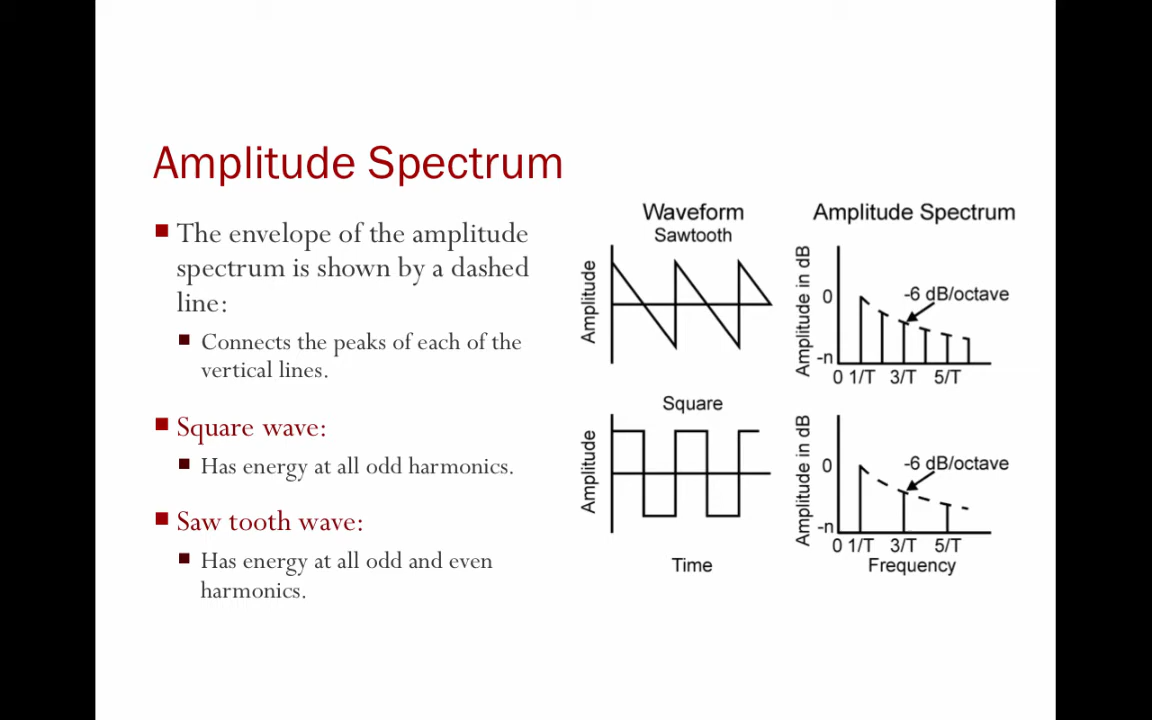 Amplitude Spectrum
The envelope of the amplitude
spectrum is shown by a dashed
line:
Connects the peaks of each of the
vertical lines.
Square wave:
Has energy at all odd harmonics.
Saw tooth wave:
Has energy at all odd and even
harmonics.
Waveform
Sawtooth
Amplitude
Amplitude Spectrum
Amplitude in dB
0
-n
-6 dB/octave
0 1/T 3/T 5/T
Square
Amplitude
Time
Amplitude in dB
0
-n
-6 dB/octave
0 1/T 3/T 5/T
Frequency